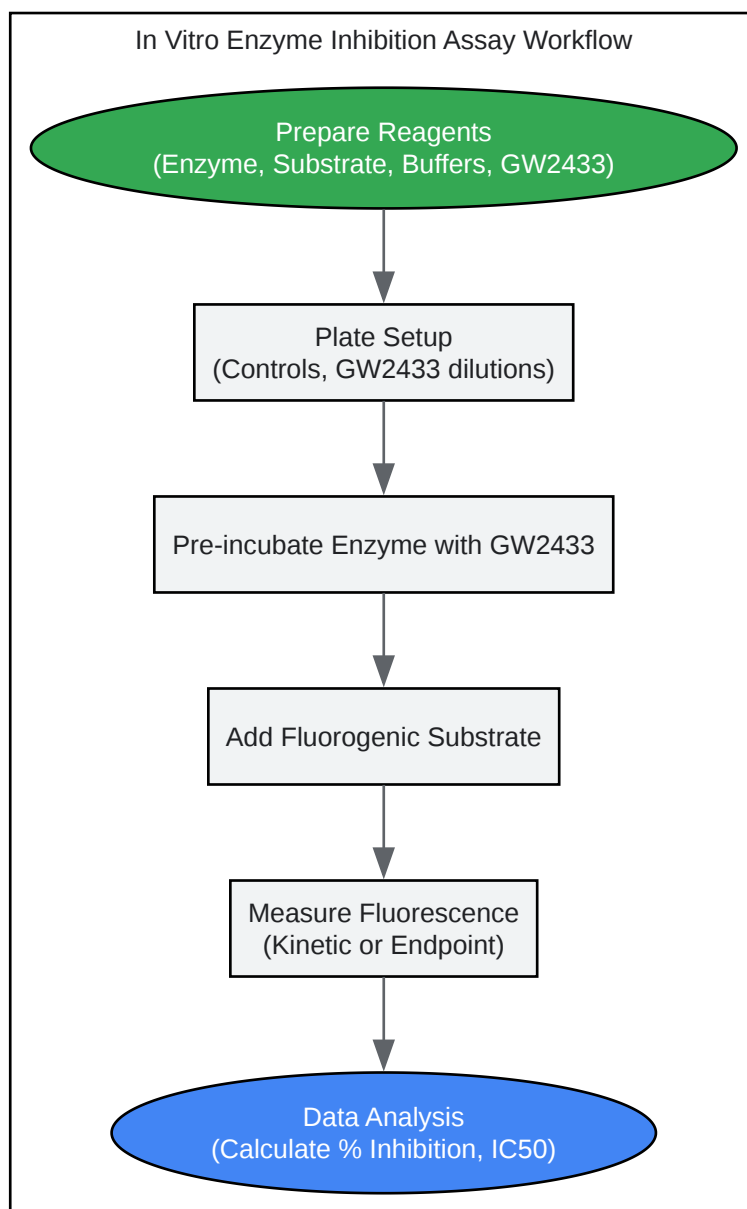 In Vitro Enzyme Inhibition Assay Workflow
Prepare Reagents
(Enzyme, Substrate, Buffers, GW2433)
Plate Setup
(Controls, GW2433 dilutions)
Pre-incubate Enzyme with GW2433
Add Fluorogenic Substrate
Measure Fluorescence
(Kinetic or Endpoint)
Data Analysis
(Calculate % Inhibition, IC50)